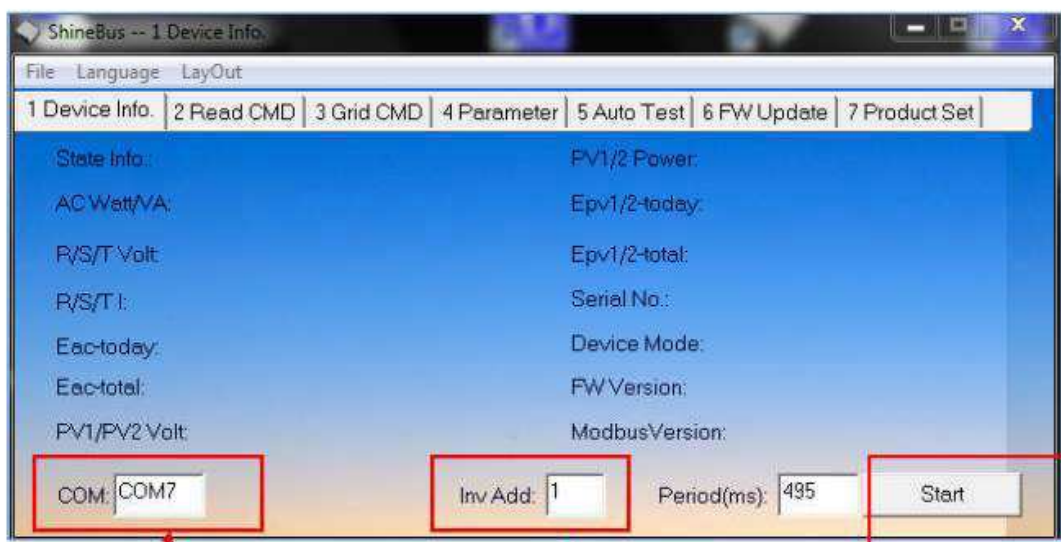 ShineBus -- 1 Device Info.
File Language LayOut
1 Device Info. 2 Read CMD 3 Grid CMD 4 Parameter 5 Auto Test 6 FW Update 7 Product Set
State Info.: PV1/2 Power:
AC Watt/VA: Epv1/2-today:
R/S/T Volt: Epv1/2-total:
R/S/T I: Serial No.:
Eac-today: Device Mode:
Eac-total: FW Version:
PV1/PV2 Volt: ModbusVersion:
COM: COM7 Inv Add: 1 Period(ms): 495 Start